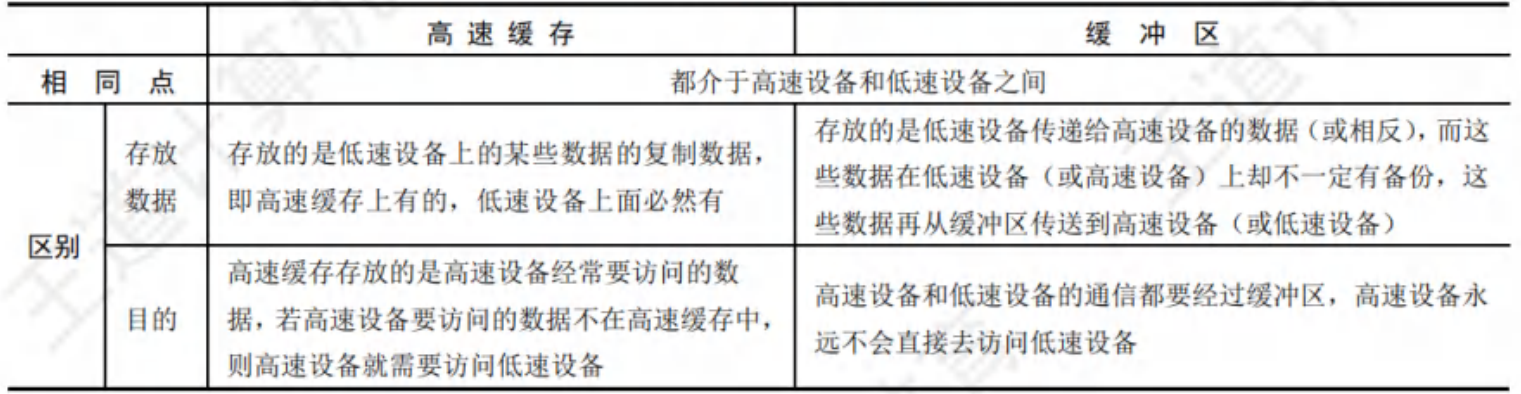 高速缓存 缓冲区
相同点 都介于高速设备和低速设备之间
区别
存放
数据
存放的是低速设备上的某些数据的复制数据，
即高速缓存上有的，低速设备上面必然有
存放的是低速设备传递给高速设备的数据（或相反），而这
些数据在低速设备（或高速设备）上却不一定有备份，这
些数据再从缓冲区传送到高速设备（或低速设备）
目的
高速缓存存放的是高速设备经常要访问的数
据，若高速设备要访问的数据不在高速缓存中，
则高速设备就需要访问低速设备
高速设备和低速设备的通信都要经过缓冲区，高速设备永
远不会直接去访问低速设备